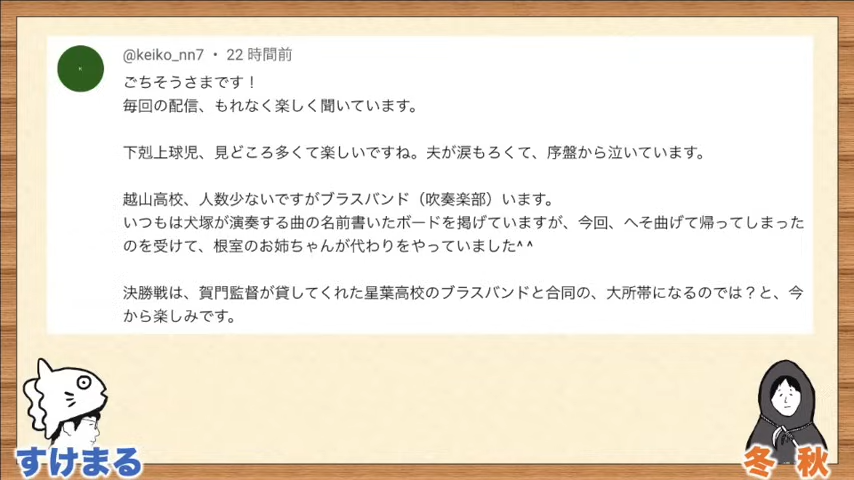 @keiko_nn7 ・ 22 時間前
ごちそうさまです！
毎回の配信、もれなく楽しく聞いています。
下剋上球児、見どころ多くて楽しいですね。夫が涙もろくて、序盤から泣いています。
越山高校、人数少ないですがブラスバンド（吹奏楽部）います。
いつもは犬塚が演奏する曲の名前書いたボードを掲げていますが、今回、へそ曲げて帰ってしまった
のを受けて、根室のお姉ちゃんが代わりをやっていました^ ^
決勝戦は、賀門監督が貸してくれた星葉高校のブラスバンドと合同の、大所帯になるのでは？と、今
から楽しみです。
すけまる
冬 秋